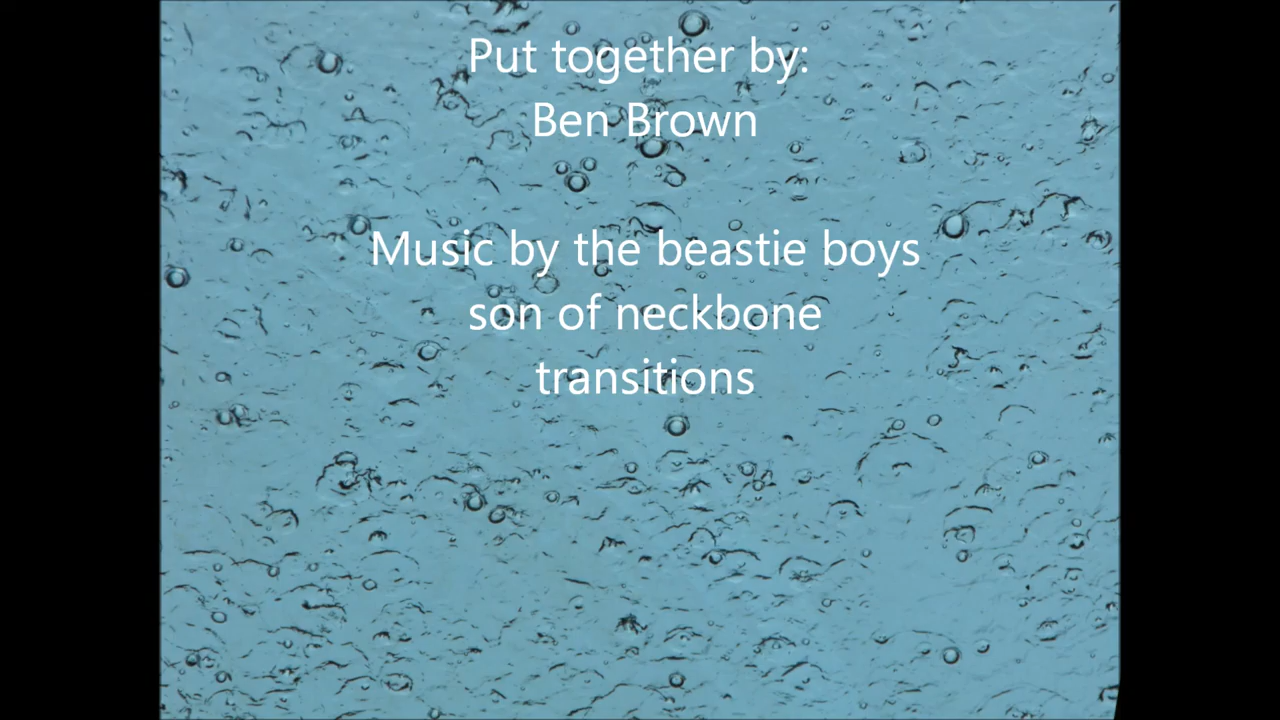 Put together by:
Ben Brown
Music by the beastie boys
son of neckbone
transitions